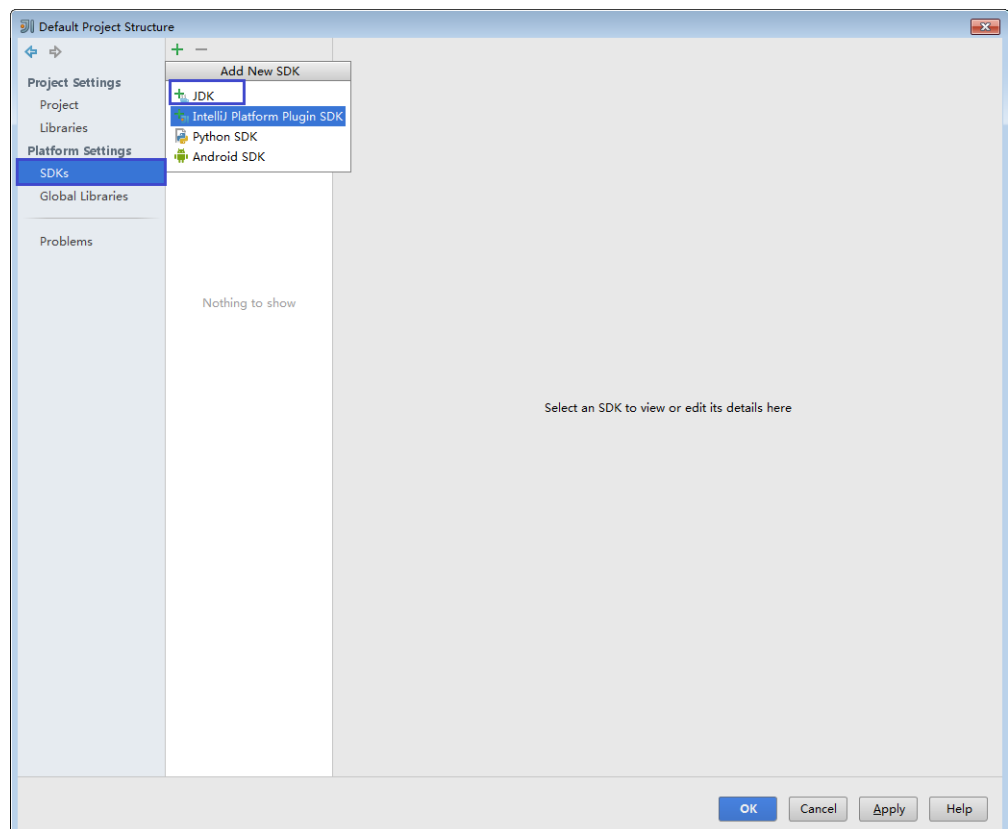 Default Project Structure
Project Settings
Project
Libraries
Platform Settings
SDKs
Global Libraries
Problems
Add New SDK
JDK
IntelliJ Platform Plugin SDK
Python SDK
Android SDK
Nothing to show
Select an SDK to view or edit its details here
OK
Cancel
Apply
Help